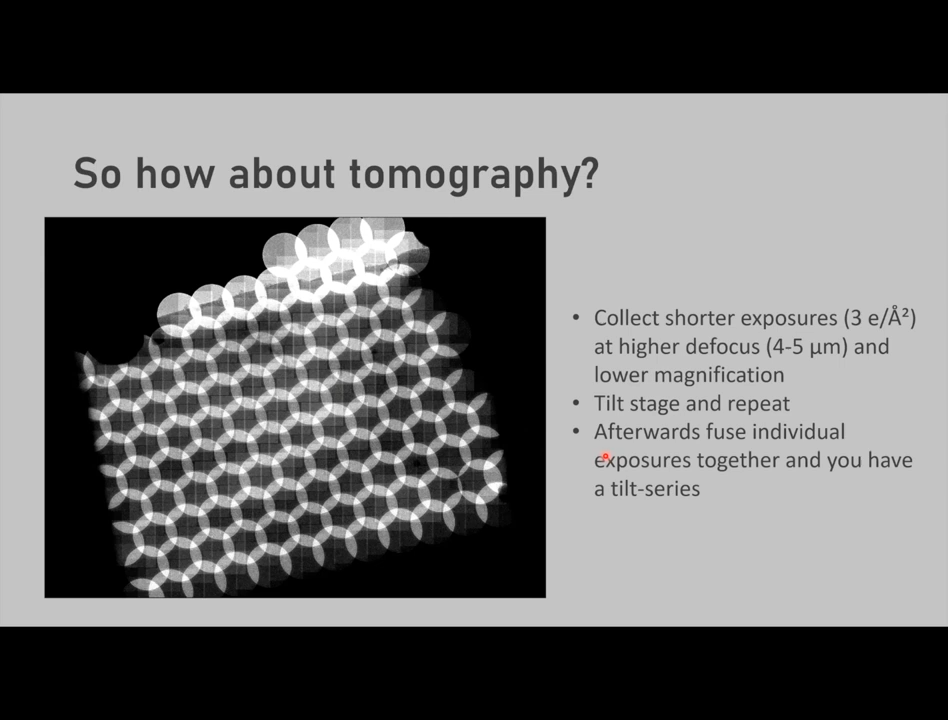 So how about tomography?
• Collect shorter exposures (3 e/Å²)
at higher defocus (4-5 µm) and
lower magnification
• Tilt stage and repeat
• Afterwards fuse individual
exposures together and you have
a tilt-series